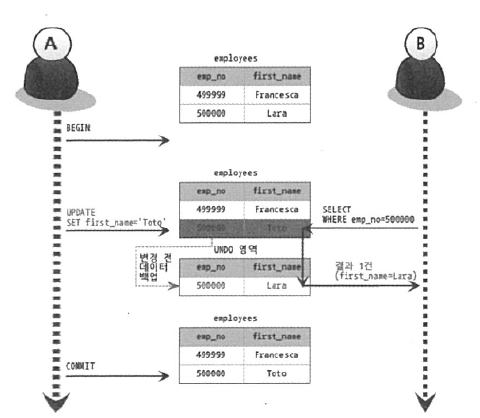 A
B
employees
emp_no first_name
499999 Francesca
500000 Lara
BEGIN
employees
emp_no first_name
499999 Francesca
500000 Toto
UPDATE
SET first_name='Toto'
SELECT
WHERE emp_no=500000
변경 전
데이터
백업
UNDO 영역
emp_no first_name
500000 Lara
결과 1건
(first_name=Lara)
employees
emp_no first_name
499999 Francesca
500000 Toto
COMMIT